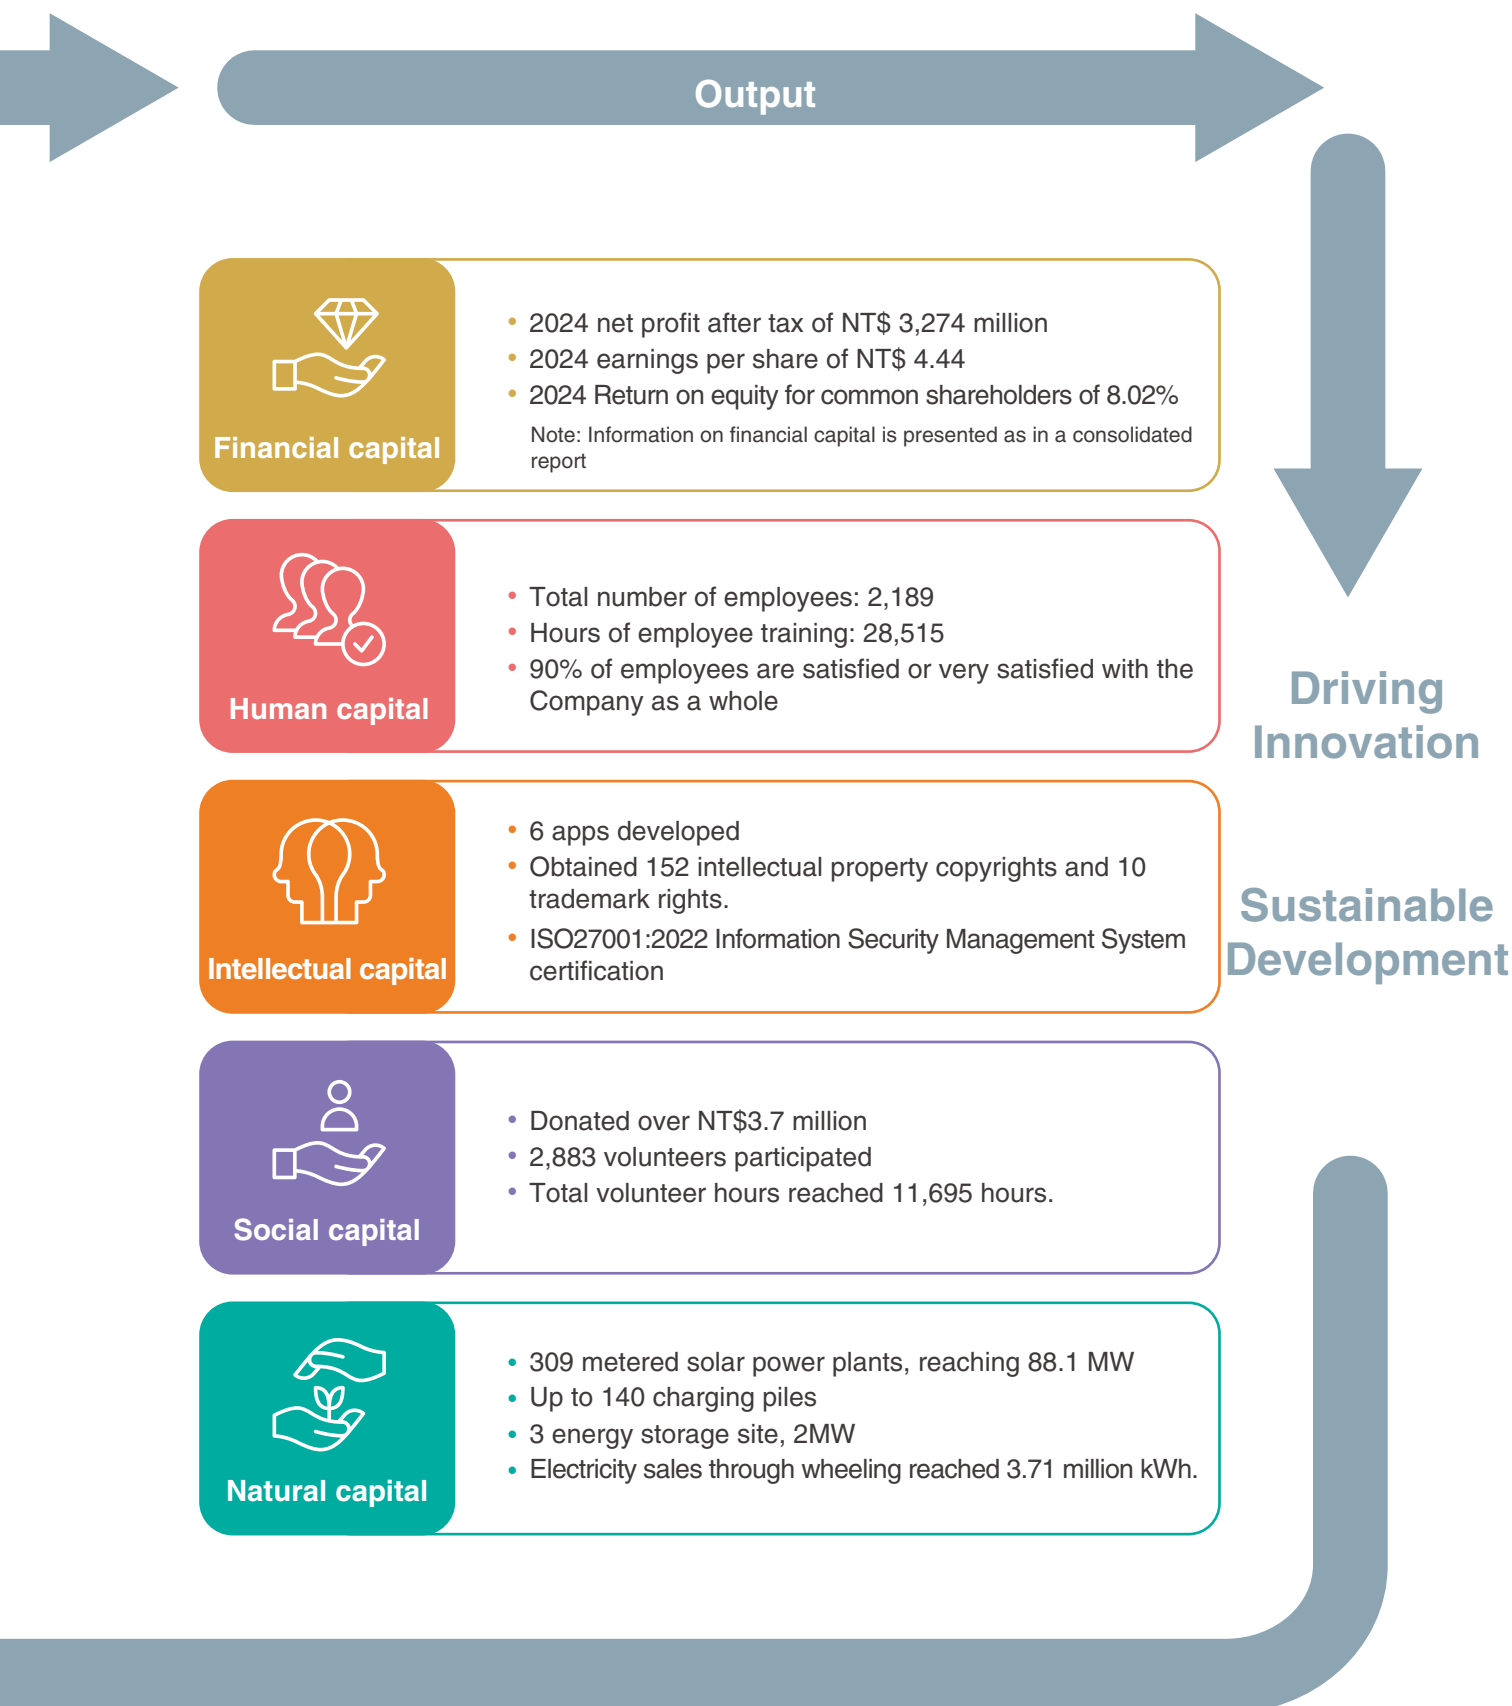 Output
Financial capital
• 2024 net profit after tax of NT$ 3,274 million
• 2024 earnings per share of NT$ 4.44
• 2024 Return on equity for common shareholders of 8.02%
Note: Information on financial capital is presented as in a consolidated
report
Human capital
• Total number of employees: 2,189
• Hours of employee training: 28,515
• 90% of employees are satisfied or very satisfied with the
Company as a whole
Intellectual capital
• 6 apps developed
• Obtained 152 intellectual property copyrights and 10
trademark rights.
• ISO27001:2022 Information Security Management System
certification
Social capital
• Donated over NT$3.7 million
• 2,883 volunteers participated
• Total volunteer hours reached 11,695 hours.
Natural capital
• 309 metered solar power plants, reaching 88.1 MW
• Up to 140 charging piles
• 3 energy storage site, 2MW
• Electricity sales through wheeling reached 3.71 million kWh.
Driving
Innovation
Sustainable
Development